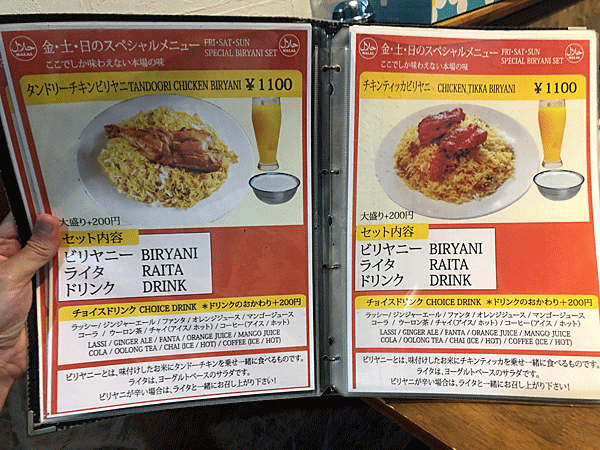 حلال
HALAL
金・土・日のスペシャルメニュー
FRI・SAT・SUN
SPECIAL BIRYANI SET
ここでしか味わえない本場の味
タンドリーチキンビリヤニTANDOORI CHICKEN BIRYANI ￥1100
大盛り+200円
セット内容
ビリヤニー BIRYANI
ライタ RAITA
ドリンク DRINK
チョイスドリンク CHOICE DRINK ＊ドリンクのおかわり＋200円
ラッシー / ジンジャーエール / ファンタ / オレンジジュース / マンゴージュース
コーラ / ウーロン茶 / チャイ(アイス / ホット) / コーヒー(アイス / ホット)
LASSI / GINGER ALE / FANTA / ORANGE JUICE / MANGO JUICE
COLA / OOLONG TEA / CHAI (ICE / HOT) / COFFEE (ICE / HOT)
ビリヤニーとは、味付けしたお米にタンドーチキンを乗せ一緒に食べるものです。
ライタは、ヨーグルトベースのサラダです。
ビリヤニが辛い場合は、ライタと一緒にお召し上がり下さい!
حلال
HALAL
金・土・日のスペシャルメニュー
FRI・SAT・SUN
SPECIAL BIRYANI SET
ここでしか味わえない本場の味
حلال
HALAL
チキンティッカビリヤニ CHICKEN TIKKA BIRYANI ￥1100
大盛り+200円
セット内容
ビリヤニー BIRYANI
ライタ RAITA
ドリンク DRINK
チョイスドリンク CHOICE DRINK ＊ドリンクのおかわり＋200円
ラッシー / ジンジャーエール / ファンタ / オレンジジュース / マンゴージュース
コーラ / ウーロン茶 / チャイ(アイス / ホット) / コーヒー(アイス / ホット)
LASSI / GINGER ALE / FANTA / ORANGE JUICE / MANGO JUICE
COLA / OOLONG TEA / CHAI (ICE / HOT) / COFFEE (ICE / HOT)
ビリヤニーとは、味付けしたお米にチキンティッカを乗せ一緒に食べるものです。
ライタは、ヨーグルトベースのサラダです。
ビリヤニが辛い場合は、ライタと一緒にお召し上がり下さい!